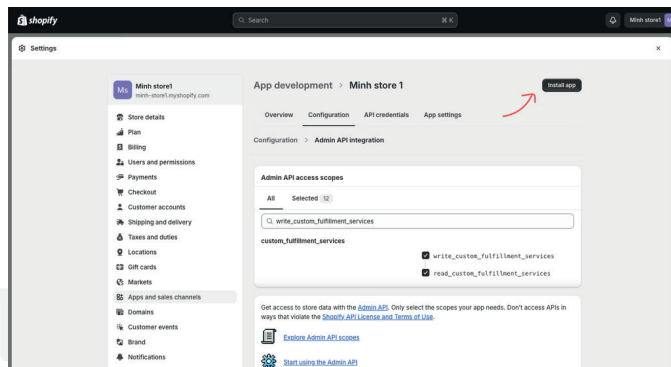 shopify
Search
⌘ K
Minh store1
Settings
×
Ms
Minh store1
minh-store1.myshopify.com
Store details
Plan
Billing
Users and permissions
Payments
Checkout
Customer accounts
Shipping and delivery
Taxes and duties
Locations
Gift cards
Markets
Apps and sales channels
Domains
Customer events
Brand
Notifications
App development > Minh store 1
Install app
Overview Configuration API credentials App settings
Configuration > Admin API integration
Admin API access scopes
All Selected 12
write_custom_fulfillment_services
custom_fulfillment_services
write_custom_fulfillment_services
read_custom_fulfillment_services
Get access to store data with the Admin API. Only select the scopes your app needs. Don't access APIs in
ways that violate the Shopify API License and Terms of Use.
Explore Admin API scopes
Start using the Admin API